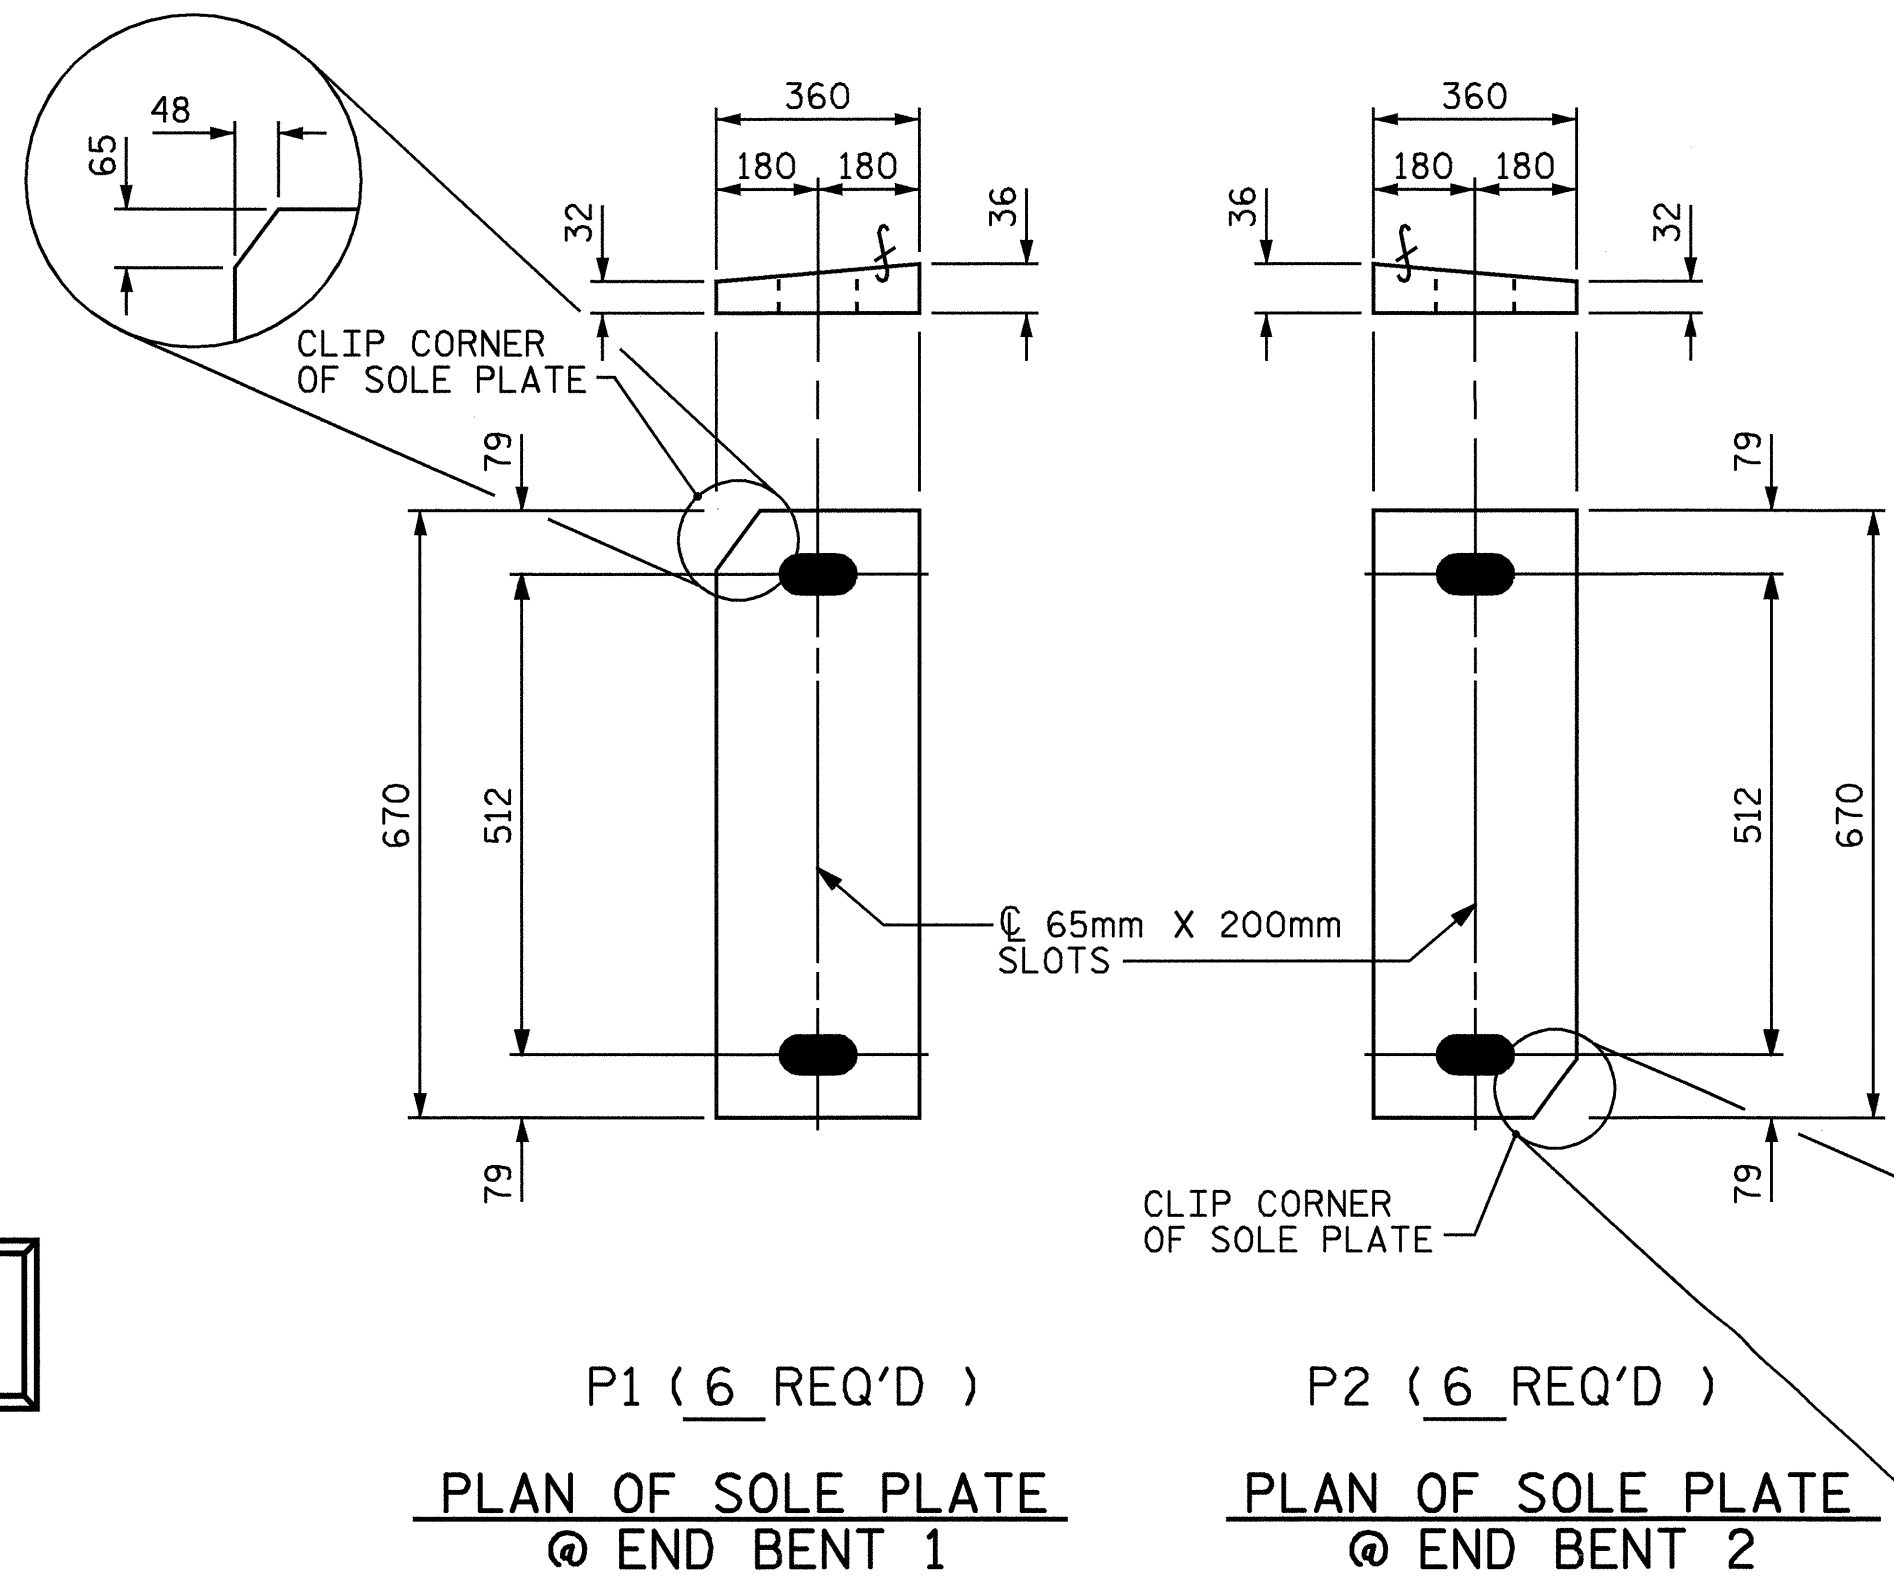 48
65
360
180 180
32
36
CLIP CORNER
OF SOLE PLATE
79
670
512
79
360
180 180
36
32
79
512
670
79
℄ 65mm X 200mm
SLOTS
CLIP CORNER
OF SOLE PLATE
P1 ( 6 REQ'D )
PLAN OF SOLE PLATE
@ END BENT 1
P2 ( 6 REQ'D )
PLAN OF SOLE PLATE
@ END BENT 2